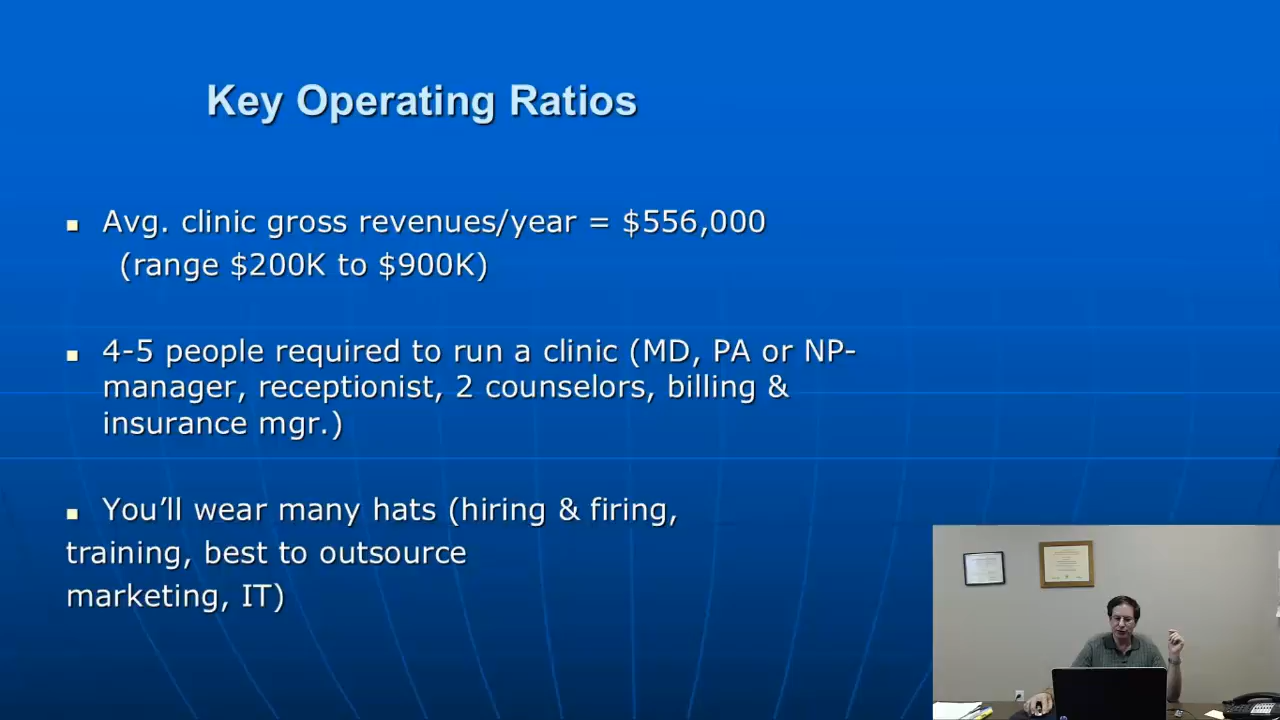 Key Operating Ratios
Avg. clinic gross revenues/year = $556,000
(range $200K to $900K)
4-5 people required to run a clinic (MD, PA or NP-
manager, receptionist, 2 counselors, billing &
insurance mgr.)
You’ll wear many hats (hiring & firing,
training, best to outsource
marketing, IT)